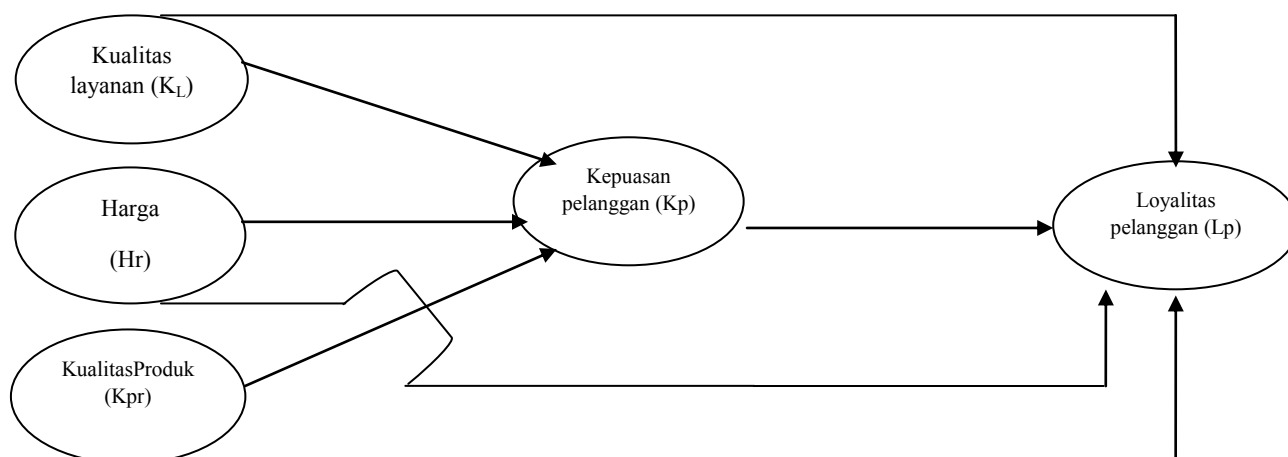 Kualitas
layanan (KL)
Harga
(Hr)
KualitasProduk
(Kpr)
Kepuasan
pelanggan (Kp)
Loyalitas
pelanggan (Lp)